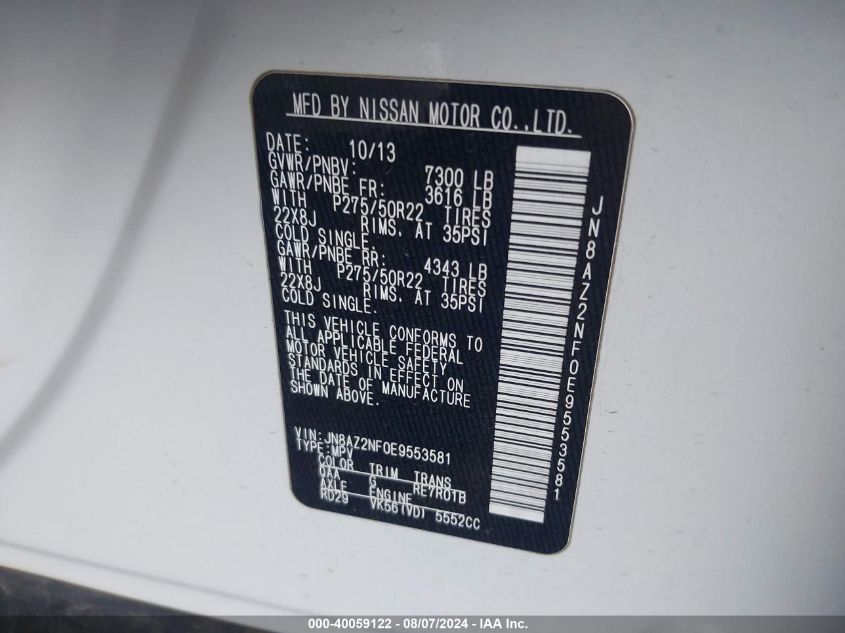 MFD BY NISSAN MOTOR CO.,LTD.
DATE: 10/13
GVWR/PNBV: 7300 LB
GAWR/PNBE FR: 3616 LB
WITH P275/50R22 TIRES
22X8J RIMS. AT 35PSI
COLD SINGLE.
GAWR/PNBE RR: 4343 LB
WITH P275/50R22 TIRES
22X8J RIMS. AT 35PSI
COLD SINGLE.
THIS VEHICLE CONFORMS TO
ALL APPLICABLE FEDERAL
MOTOR VEHICLE SAFETY
STANDARDS IN EFFECT ON
THE DATE OF MANUFACTURE
SHOWN ABOVE.
VIN:JN8AZ2NF0E9553581
TYPE:MPV
COLOR TRIM TRANS
QAA G RE7R01B
AXLE ENGINE
RD29 VK56(VD) 5552CC
JN8AZ2NF0E9553581
000-40059122 - 08/07/2024 - IAA Inc.